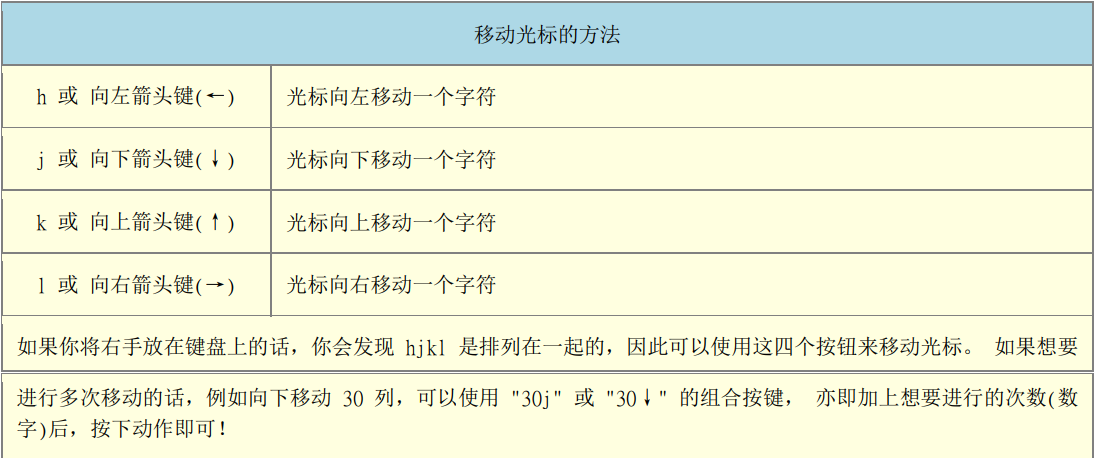 移动光标的方法
h 或 向左箭头键(←) 光标向左移动一个字符
j 或 向下箭头键(↓) 光标向下移动一个字符
k 或 向上箭头键(↑) 光标向上移动一个字符
l 或 向右箭头键(→) 光标向右移动一个字符
如果你将右手放在键盘上的话，你会发现 hjkl 是排列在一起的，因此可以使用这四个按钮来移动光标。 如果想要
进行多次移动的话，例如向下移动 30 列，可以使用 "30j" 或 "30↓" 的组合按键， 亦即加上想要进行的次数(数
字)后，按下动作即可！